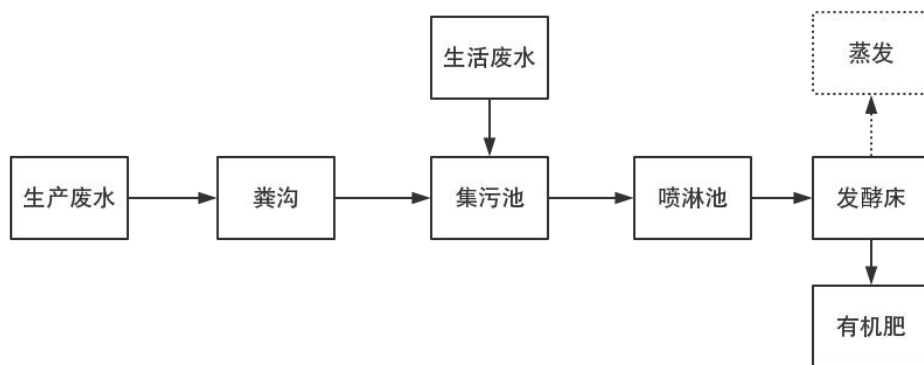 生活废水
蒸发
生产废水
粪沟
集污池
喷淋池
发酵床
有机肥